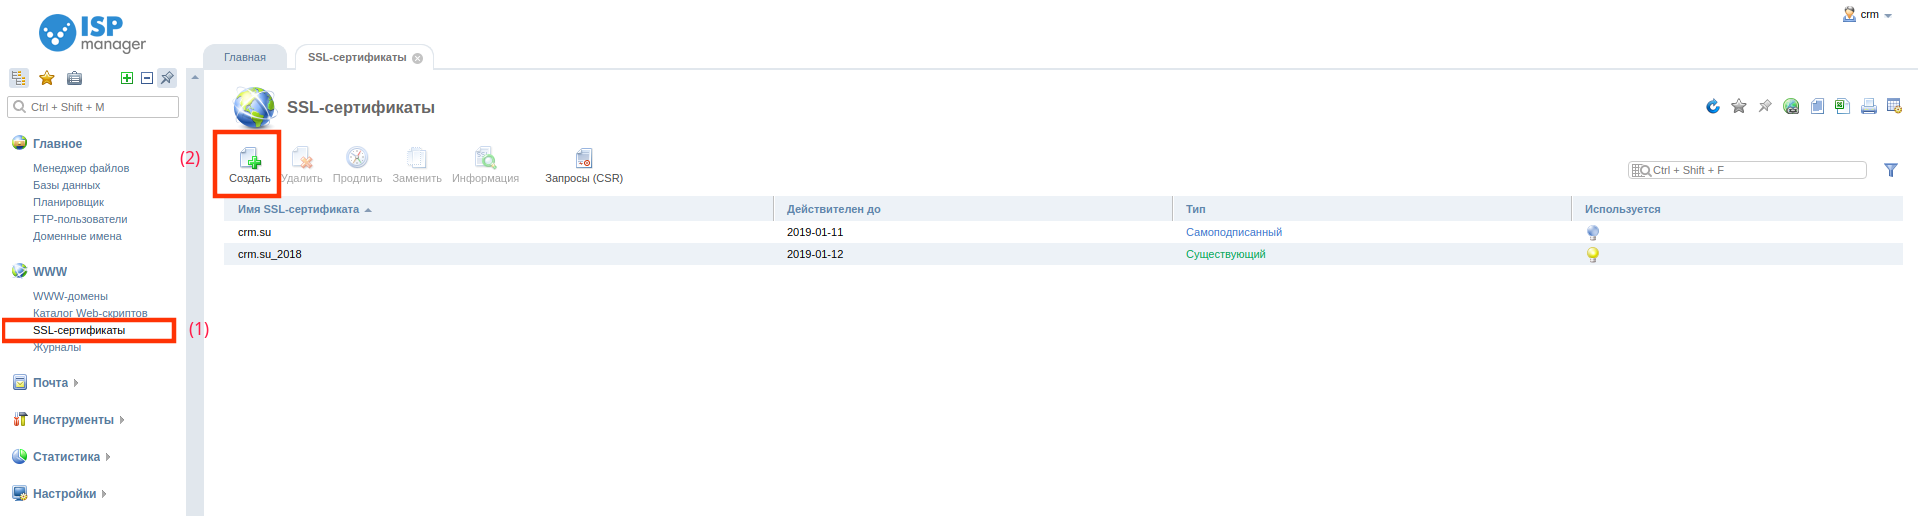 ISP
manager
crm
Главная
SSL-сертификаты
Ctrl + Shift + M
SSL-сертификаты
Главное
Менеджер файлов
Базы данных
Планировщик
FTP-пользователи
Доменные имена
WWW
WWW-домены
Каталог Web-скриптов
SSL-сертификаты
(1)
Журналы
Почта
Инструменты
Статистика
Настройки
(2)
Создать
Удалить
Продлить
Заменить
Информация
Запросы (CSR)
Ctrl + Shift + F
Имя SSL-сертификата Действителен до Тип Используется
crm.su 2019-01-11 Самоподписанный
crm.su_2018 2019-01-12 Существующий